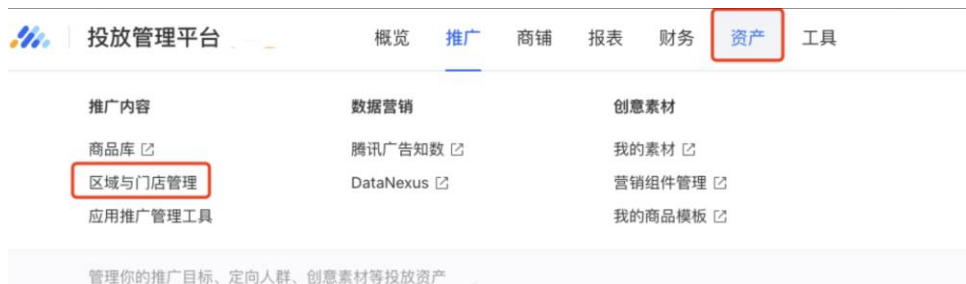 投放管理平台 概览 推广 商铺 报表 财务 资产 工具
推广内容 数据营销 创意素材
商品库 腾讯广告知数 我的素材
区域与门店管理 DataNexus 营销组件管理
应用推广管理工具 我的商品模板
管理你的推广目标、定向人群、创意素材等投放资产